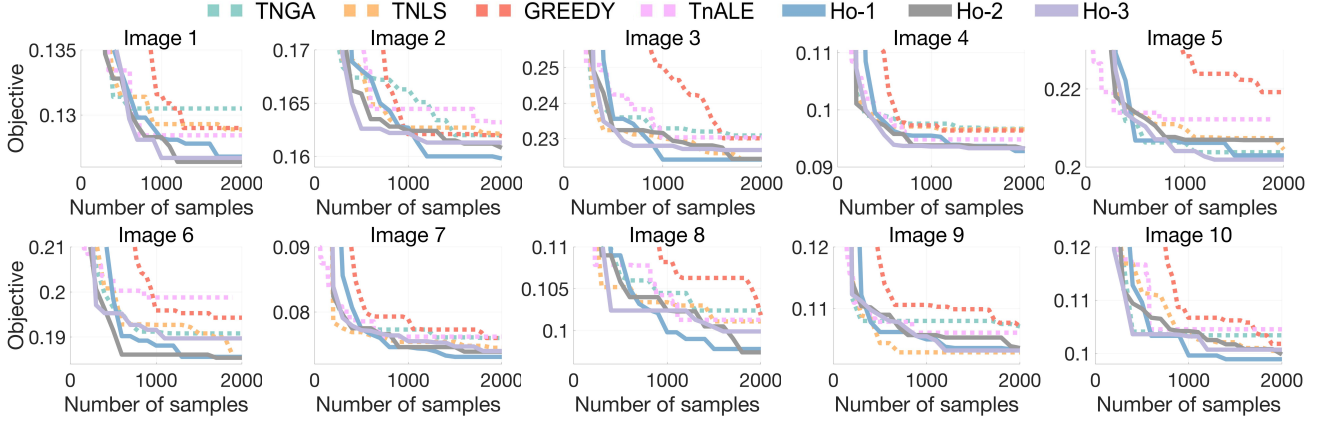 TNGA TNLS GREEDY TnALE Ho-1 Ho-2 Ho-3
Image 1 Image 2 Image 3 Image 4 Image 5
Objective
0.135
0.13
0 1000 2000
Number of samples
0.17
0.165
0.16
0 1000 2000
Number of samples
0.25
0.24
0.23
0 1000 2000
Number of samples
0.11
0.1
0.09
0 1000 2000
Number of samples
0.22
0.2
0 1000 2000
Number of samples
Image 6 Image 7 Image 8 Image 9 Image 10
Objective
0.21
0.2
0.19
0 1000 2000
Number of samples
0.09
0.08
0 1000 2000
Number of samples
0.11
0.105
0.1
0 1000 2000
Number of samples
0.12
0.11
0 1000 2000
Number of samples
0.12
0.11
0.1
0 1000 2000
Number of samples